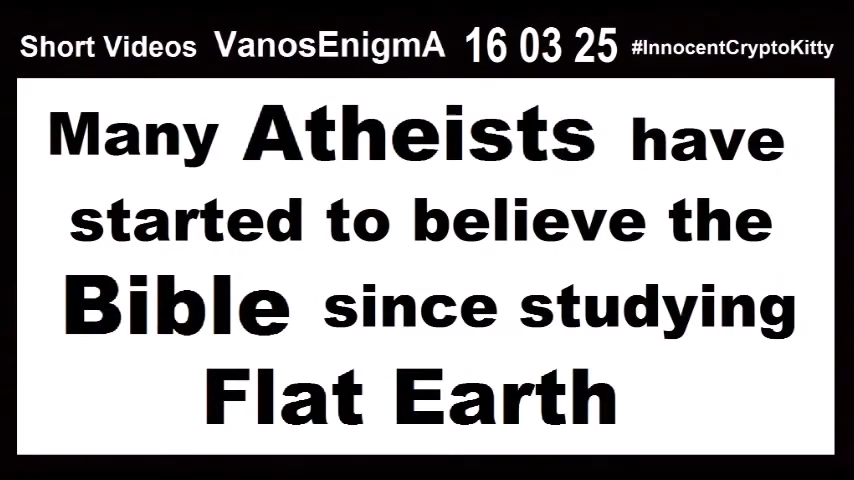 Short Videos VanosEnigmA 16 03 25 #InnocentCryptoKitty
Many Atheists have
started to believe the
Bible since studying
Flat Earth